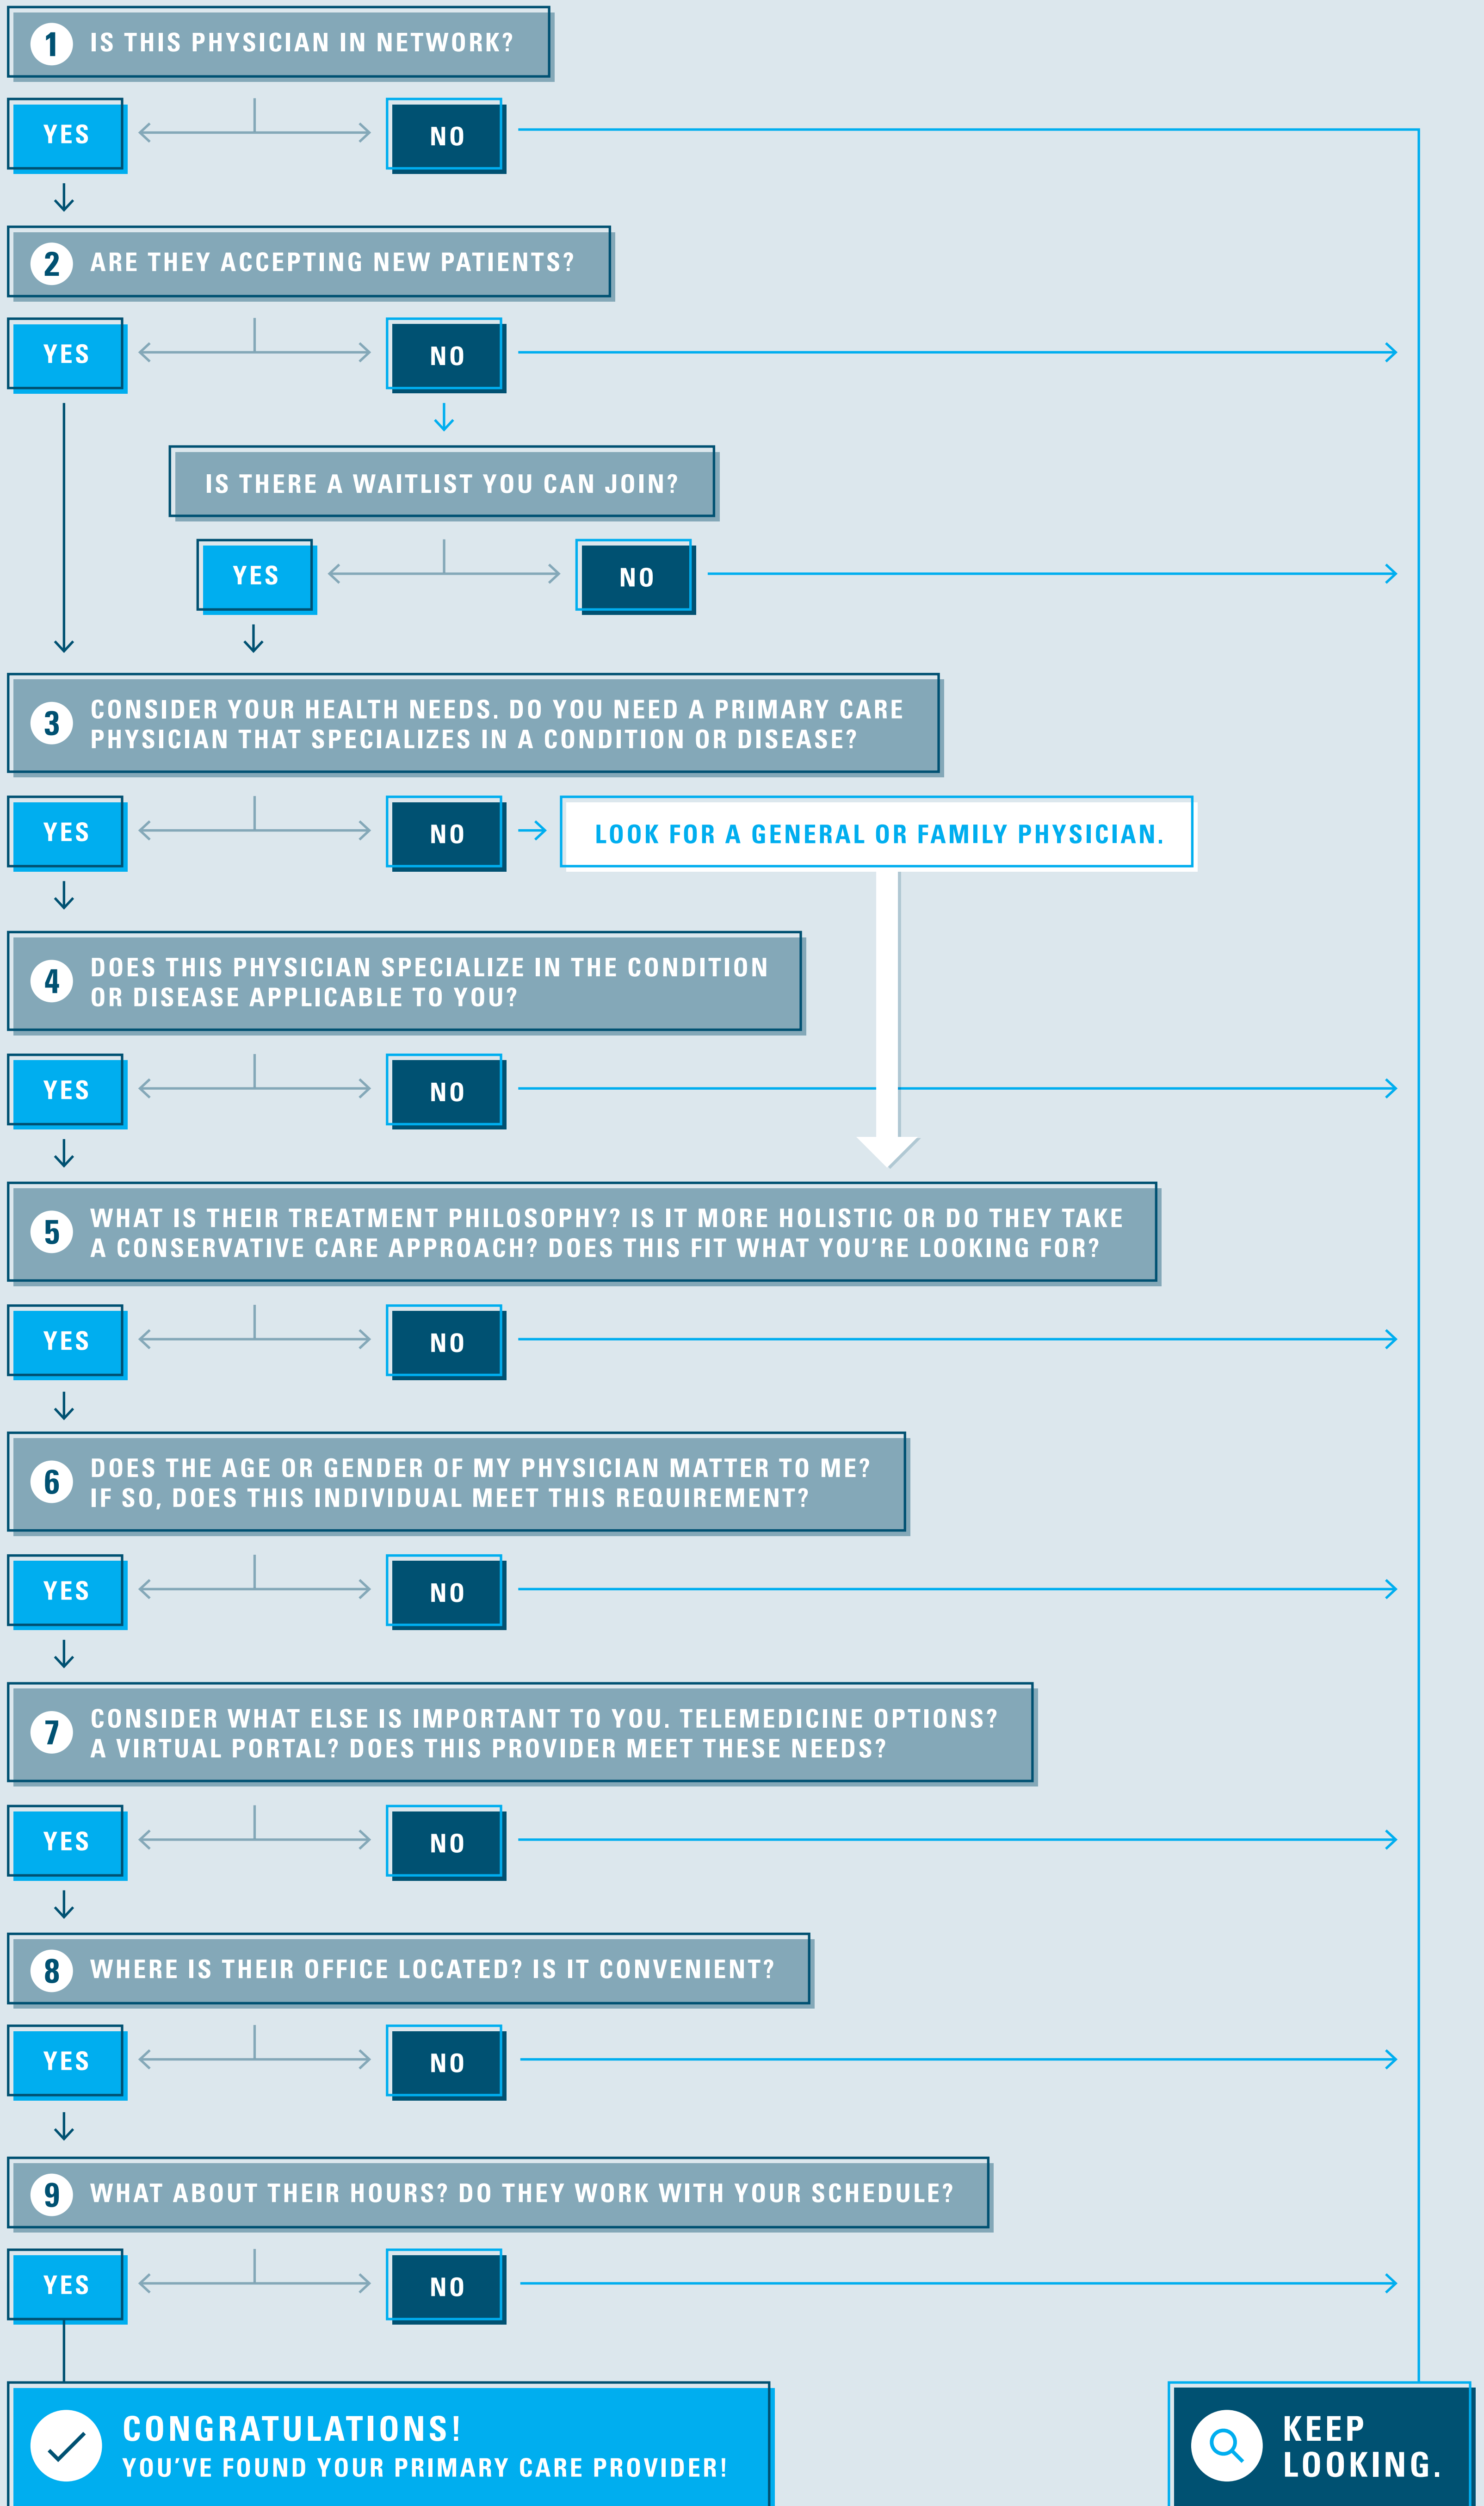 1 IS THIS PHYSICIAN IN NETWORK?
YES
NO
2 ARE THEY ACCEPTING NEW PATIENTS?
YES
NO
IS THERE A WAITLIST YOU CAN JOIN?
YES
NO
3 CONSIDER YOUR HEALTH NEEDS. DO YOU NEED A PRIMARY CARE
PHYSICIAN THAT SPECIALIZES IN A CONDITION OR DISEASE?
YES
NO
LOOK FOR A GENERAL OR FAMILY PHYSICIAN.
4 DOES THIS PHYSICIAN SPECIALIZE IN THE CONDITION
OR DISEASE APPLICABLE TO YOU?
YES
NO
5 WHAT IS THEIR TREATMENT PHILOSOPHY? IS IT MORE HOLISTIC OR DO THEY TAKE
A CONSERVATIVE CARE APPROACH? DOES THIS FIT WHAT YOU'RE LOOKING FOR?
YES
NO
6 DOES THE AGE OR GENDER OF MY PHYSICIAN MATTER TO ME?
IF SO, DOES THIS INDIVIDUAL MEET THIS REQUIREMENT?
YES
NO
7 CONSIDER WHAT ELSE IS IMPORTANT TO YOU. TELEMEDICINE OPTIONS?
A VIRTUAL PORTAL? DOES THIS PROVIDER MEET THESE NEEDS?
YES
NO
8 WHERE IS THEIR OFFICE LOCATED? IS IT CONVENIENT?
YES
NO
9 WHAT ABOUT THEIR HOURS? DO THEY WORK WITH YOUR SCHEDULE?
YES
NO
CONGRATULATIONS!
YOU'VE FOUND YOUR PRIMARY CARE PROVIDER!
KEEP
LOOKING.